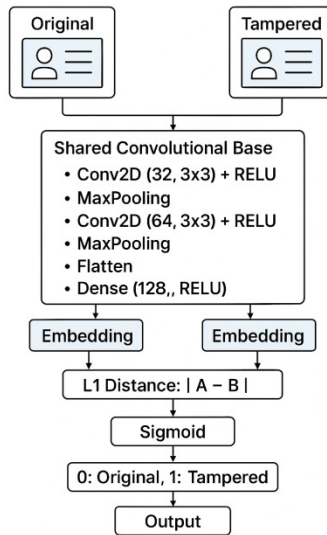 Original
Tampered
Shared Convolutional Base
• Conv2D (32, 3x3) + RELU
• MaxPooling
• Conv2D (64, 3x3) + RELU
• MaxPooling
• Flatten
• Dense (128,, RELU)
Embedding
Embedding
L1 Distance: | A – B |
Sigmoid
0: Original, 1: Tampered
Output